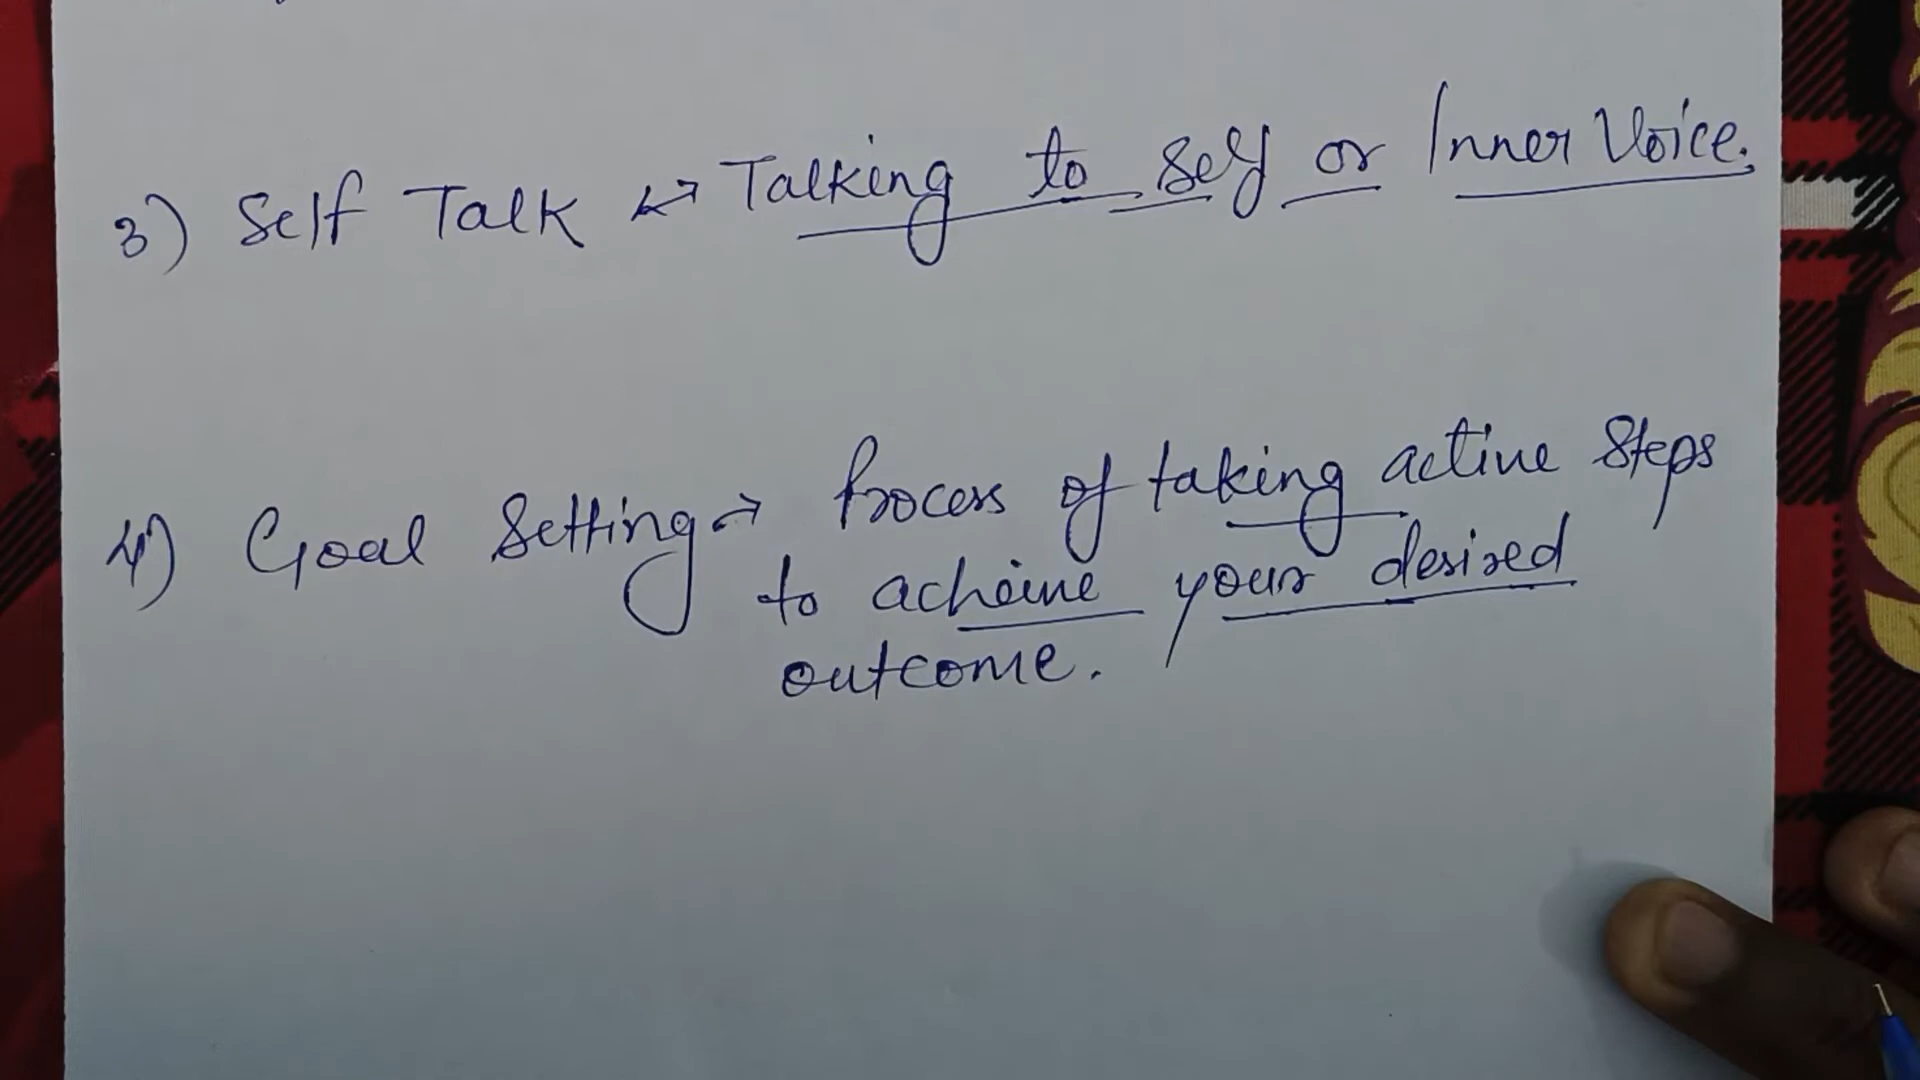 3) Self Talk ↔ Talking to self or Inner Voice.
4) Goal Setting → Process of taking active steps
to acheive your desired
outcome.